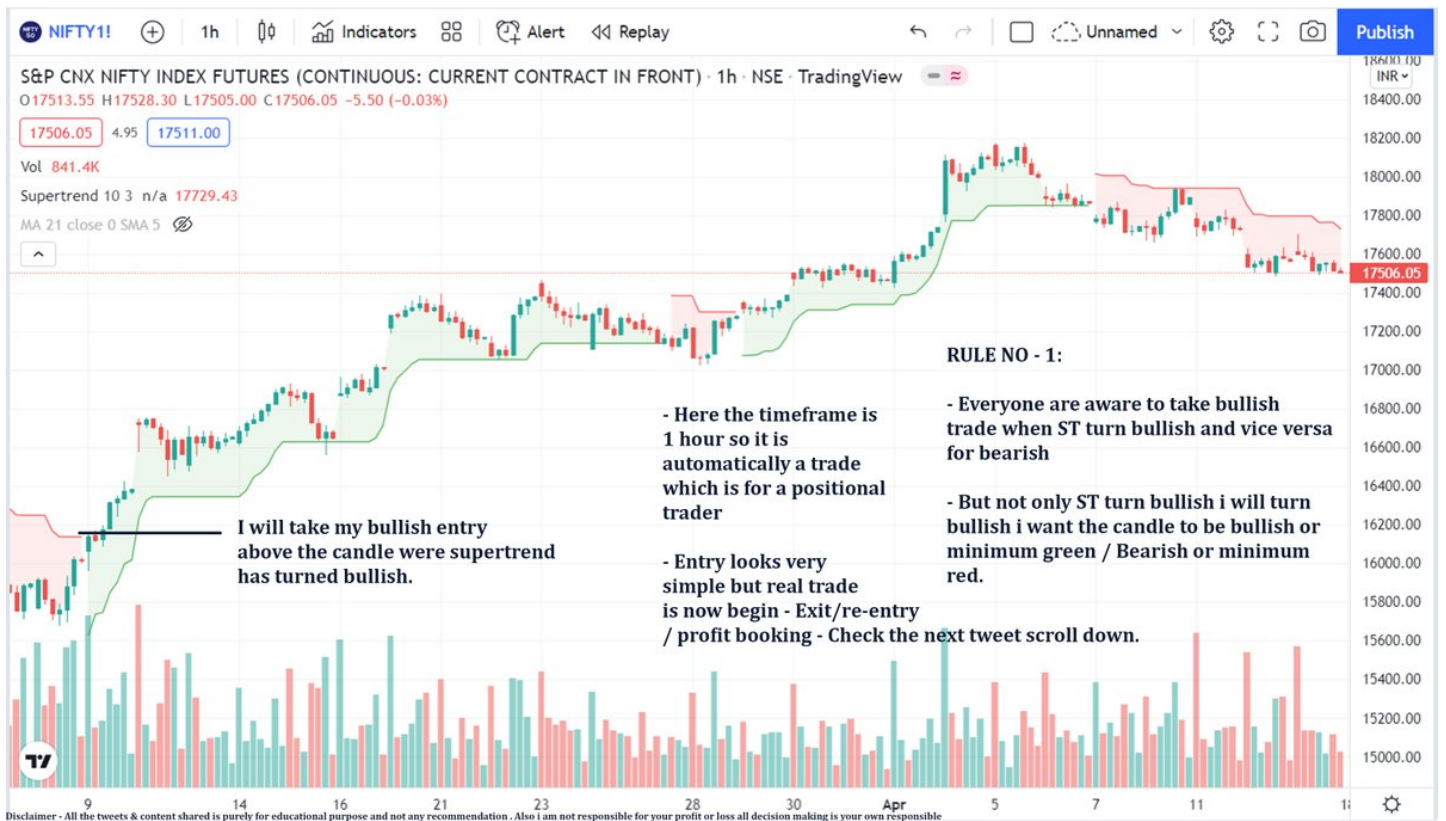 NIFTY 50 NIFTY1! 1h Indicators Alert Replay Unnamed Publish
S&P CNX NIFTY INDEX FUTURES (CONTINUOUS: CURRENT CONTRACT IN FRONT) · 1h · NSE · TradingView
O17513.55 H17528.30 L17505.00 C17506.05 −5.50 (−0.03%)
17506.05 4.95 17511.00
Vol 841.4K
Supertrend 10 3 n/a 17729.43
MA 21 close 0 SMA 5
18600.00
INR
18400.00
18200.00
18000.00
17800.00
17600.00
17506.05
17400.00
17200.00
17000.00
16800.00
16600.00
16400.00
16200.00
16000.00
15800.00
15600.00
15400.00
15200.00
15000.00
I will take my bullish entry
above the candle were supertrend
has turned bullish.
- Here the timeframe is
1 hour so it is
automatically a trade
which is for a positional
trader
- Entry looks very
simple but real trade
is now begin - Exit/re-entry
/ profit booking - Check the next tweet scroll down.
RULE NO - 1:
- Everyone are aware to take bullish
trade when ST turn bullish and vice versa
for bearish
- But not only ST turn bullish i will turn
bullish i want the candle to be bullish or
minimum green / Bearish or minimum
red.
9 14 16 21 23 28 30 Apr 5 7 11 18
Disclaimer - All the tweets & content shared is purely for educational purpose and not any recommendation . Also i am not responsible for your profit or loss all decision making is your own responsible